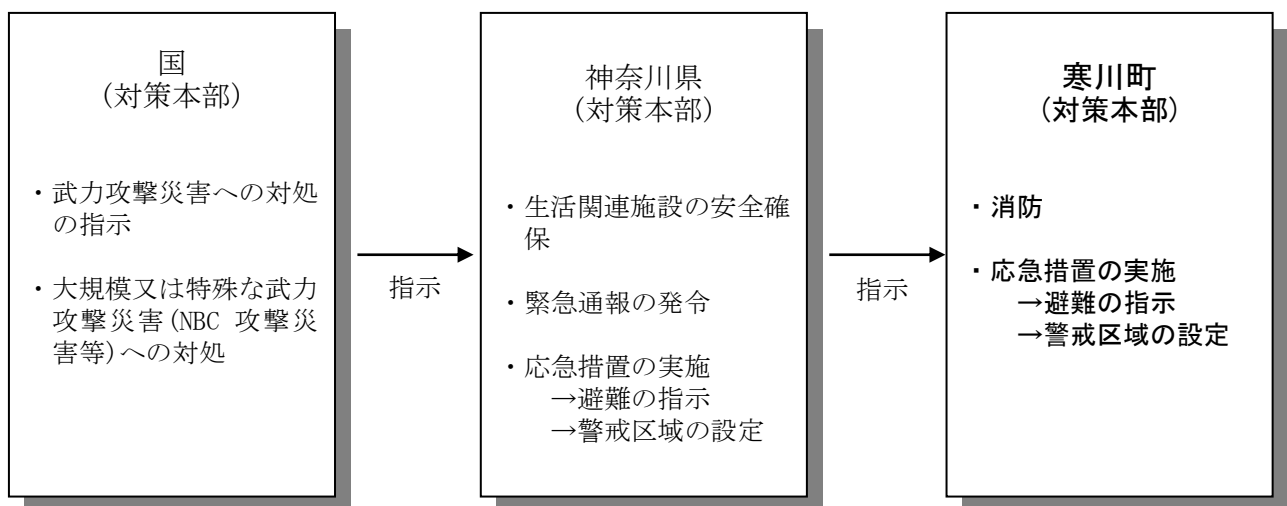 国
(対策本部)
・武力攻撃災害への対処
の指示
・大規模又は特殊な武力
攻撃災害(NBC 攻撃災
害等)への対処
指示
神奈川県
(対策本部)
・生活関連施設の安全確
保
・緊急通報の発令
・応急措置の実施
→避難の指示
→警戒区域の設定
指示
寒川町
(対策本部)
・消防
・応急措置の実施
→避難の指示
→警戒区域の設定